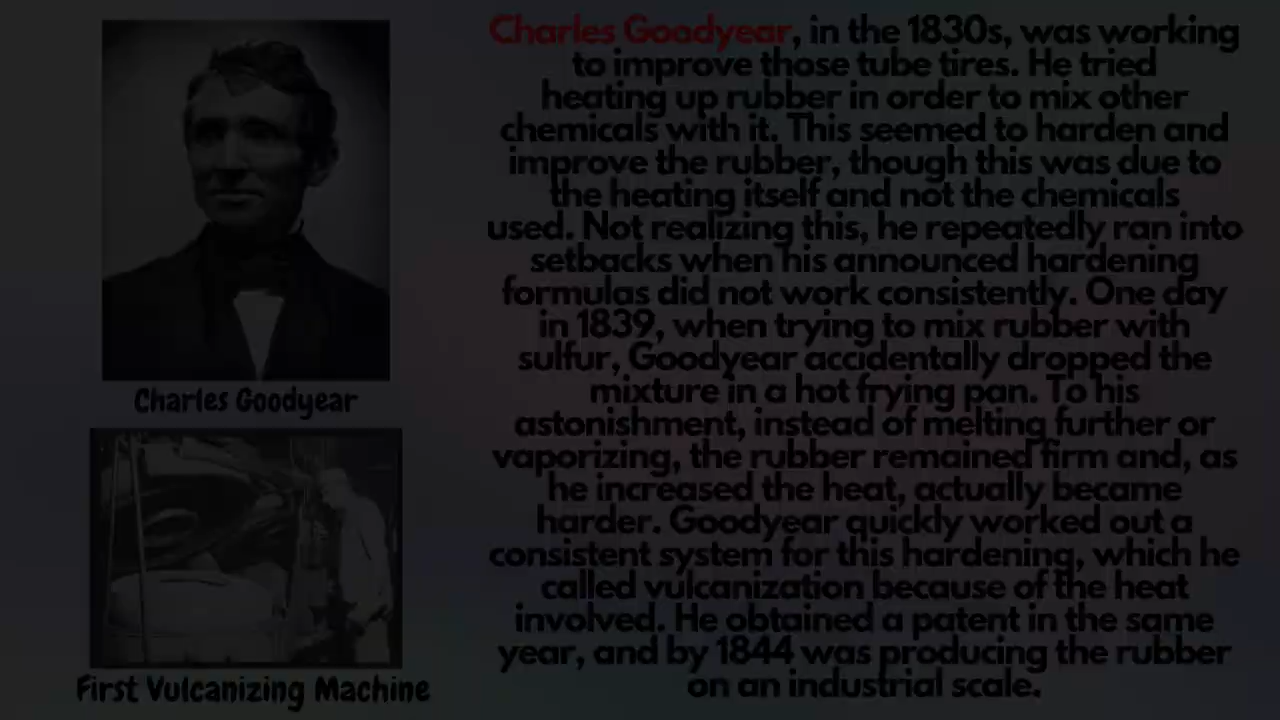 Charles Goodyear, in the 1830s, was working
to improve those tube tires. He tried
heating up rubber in order to mix other
chemicals with it. This seemed to harden and
improve the rubber, though this was due to
the heating itself and not the chemicals
used. Not realizing this, he repeatedly ran into
setbacks when his announced hardening
formulas did not work consistently. One day
in 1839, when trying to mix rubber with
sulfur, Goodyear accidentally dropped the
mixture in a hot frying pan. To his
astonishment, instead of melting further or
vaporizing, the rubber remained firm and, as
he increased the heat, actually became
harder. Goodyear quickly worked out a
consistent system for this hardening, which he
called vulcanization because of the heat
involved. He obtained a patent in the same
year, and by 1844 was producing the rubber
on an industrial scale.
Charles Goodyear
First Vulcanizing Machine